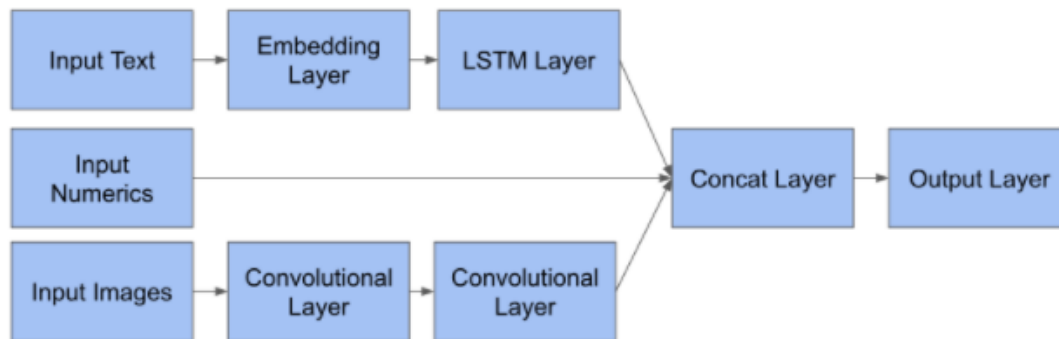 Input Text
Embedding
Layer
LSTM Layer
Input
Numerics
Concat Layer
Output Layer
Input Images
Convolutional
Layer
Convolutional
Layer